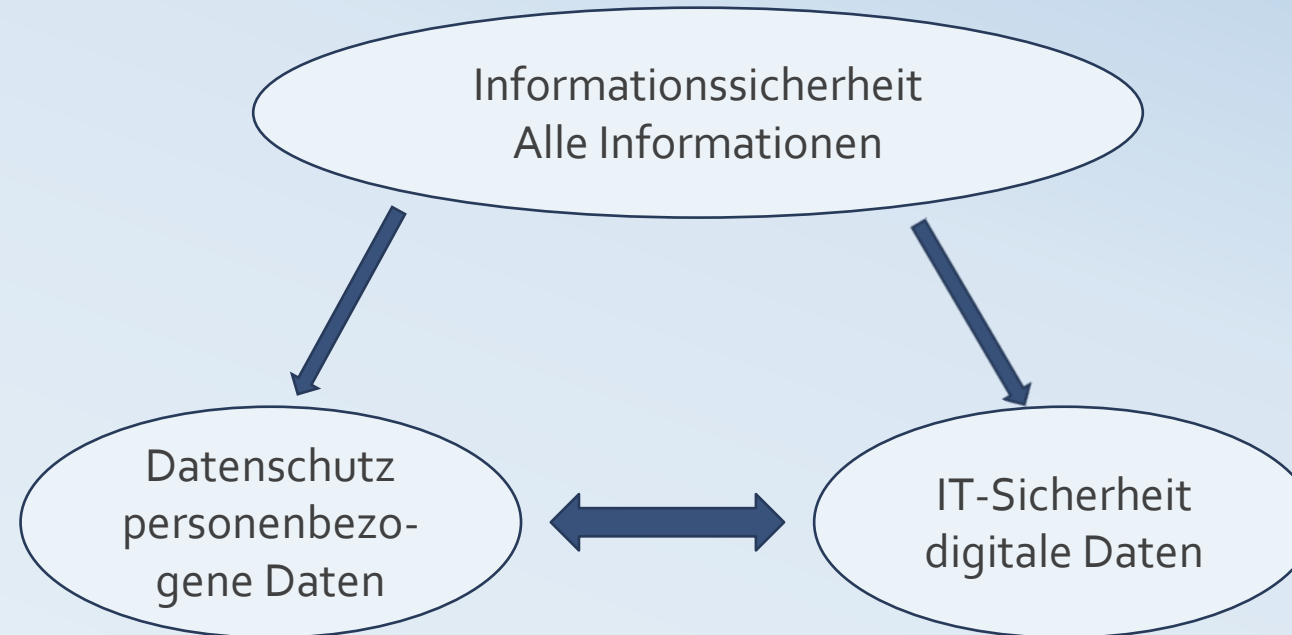 Informationssicherheit
Alle Informationen
Datenschutz
personenbezo-
gene Daten
IT-Sicherheit
digitale Daten